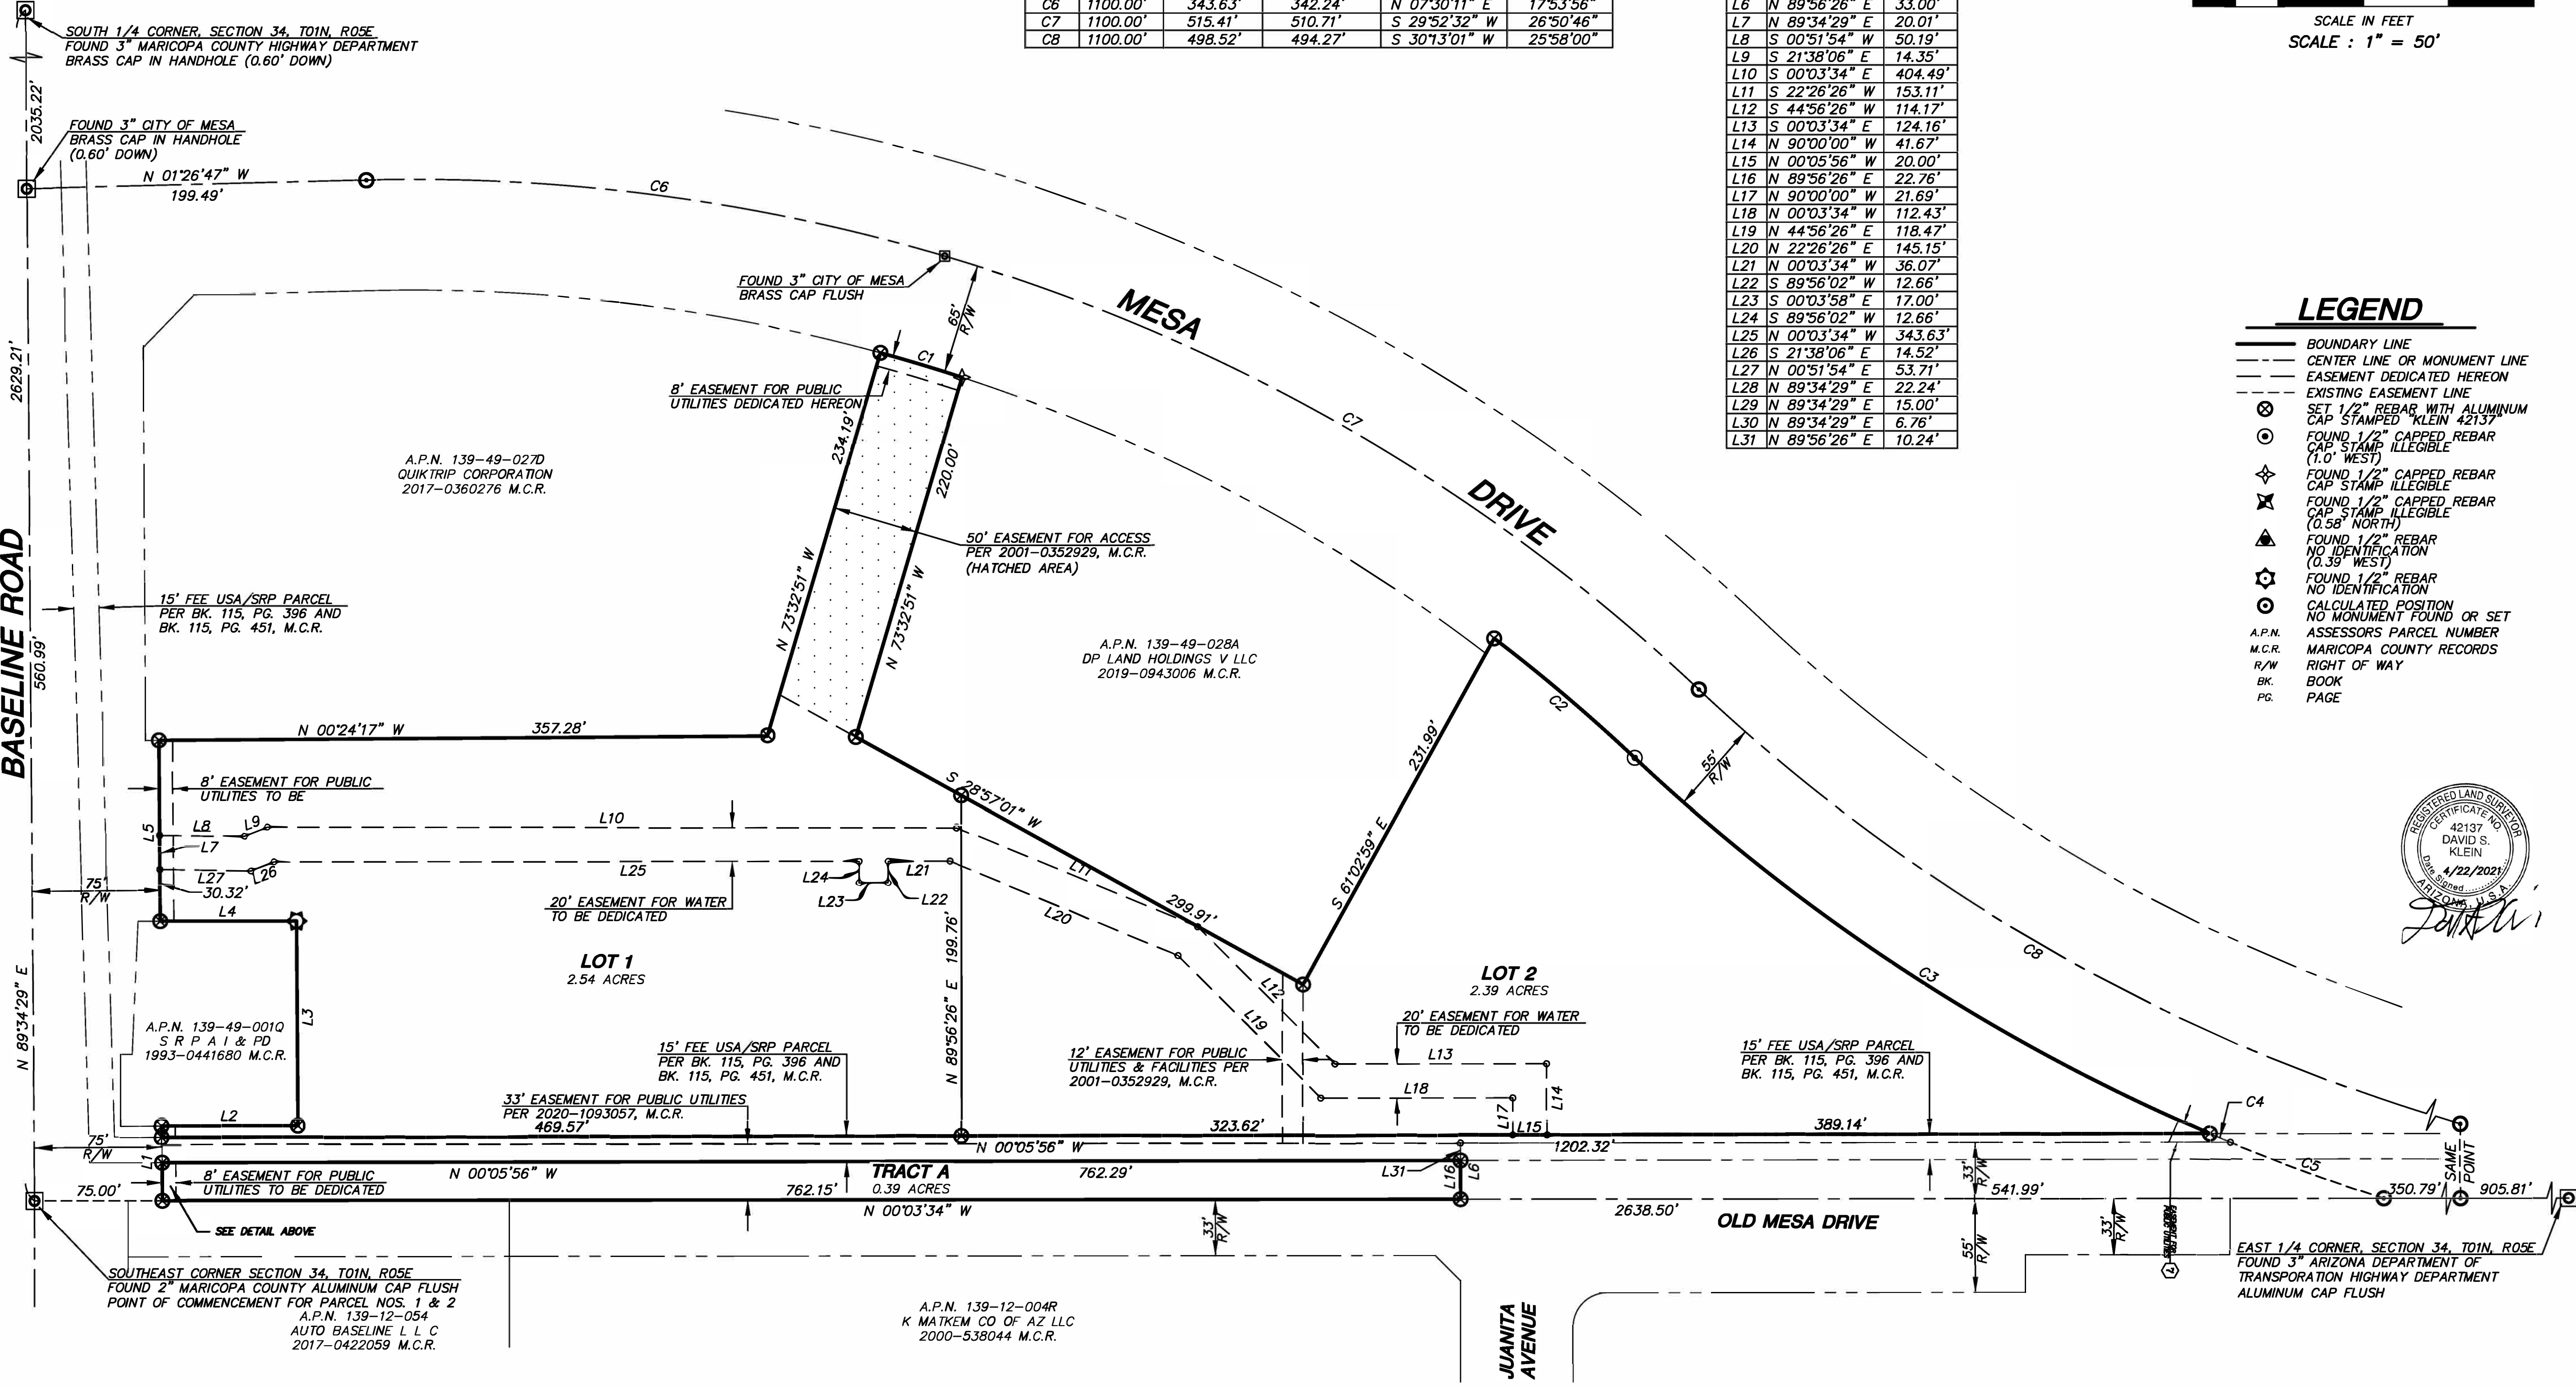 SOUTH 1/4 CORNER, SECTION 34, T01N, R05E
FOUND 3" MARICOPA COUNTY HIGHWAY DEPARTMENT
BRASS CAP IN HANDHOLE (0.60' DOWN)
2035.22'
FOUND 3" CITY OF MESA
BRASS CAP IN HANDHOLE
(0.60' DOWN)
N 01°26'47" W
199.49'
C6
C6 1100.00' 343.63' 342.24' N 07°30'11" E 17°53'56"
C7 1100.00' 515.41' 510.71' S 29°52'32" W 26°50'46"
C8 1100.00' 498.52' 494.27' S 30°13'01" W 25°58'00"
L6 N 89°56'26" E 33.00'
L7 N 89°34'29" E 20.01'
L8 S 00°51'54" W 50.19'
L9 S 21°38'06" E 14.35'
L10 S 00°03'34" E 404.49'
L11 S 22°26'26" W 153.11'
L12 S 44°56'26" W 114.17'
L13 S 00°03'34" E 124.16'
L14 N 90°00'00" W 41.67'
L15 N 00°05'56" W 20.00'
L16 N 89°56'26" E 22.76'
L17 N 90°00'00" W 21.69'
L18 N 00°03'34" W 112.43'
L19 N 44°56'26" E 118.47'
L20 N 22°26'26" E 145.15'
L21 N 00°03'34" W 36.07'
L22 S 89°56'02" W 12.66'
L23 S 00°03'58" E 17.00'
L24 S 89°56'02" W 12.66'
L25 N 00°03'34" W 343.63'
L26 S 21°38'06" E 14.52'
L27 N 00°51'54" E 53.71'
L28 N 89°34'29" E 22.24'
L29 N 89°34'29" E 15.00'
L30 N 89°34'29" E 6.76'
L31 N 89°56'26" E 10.24'
SCALE IN FEET
SCALE : 1" = 50'
LEGEND
BOUNDARY LINE
CENTER LINE OR MONUMENT LINE
EASEMENT DEDICATED HEREON
EXISTING EASEMENT LINE
SET 1/2" REBAR WITH ALUMINUM
CAP STAMPED "KLEIN 42137"
FOUND 1/2" CAPPED REBAR
CAP STAMP ILLEGIBLE
(1.0' WEST)
FOUND 1/2" CAPPED REBAR
CAP STAMP ILLEGIBLE
FOUND 1/2" CAPPED REBAR
CAP STAMP ILLEGIBLE
(0.58' NORTH)
FOUND 1/2" REBAR
NO IDENTIFICATION
(0.39' WEST)
FOUND 1/2" REBAR
NO IDENTIFICATION
CALCULATED POSITION
NO MONUMENT FOUND OR SET
A.P.N. ASSESSORS PARCEL NUMBER
M.C.R. MARICOPA COUNTY RECORDS
R/W RIGHT OF WAY
BK. BOOK
PG. PAGE
REGISTERED LAND SURVEYOR
CERTIFICATE NO.
42137
DAVID S.
KLEIN
4/22/2021
Date Signed
ARIZONA, U.S.A.
FOUND 3" CITY OF MESA
BRASS CAP FLUSH
65'
R/W
MESA
DRIVE
C1
C7
8' EASEMENT FOR PUBLIC
UTILITIES DEDICATED HEREON
234.19'
220.00'
N 73°32'51" W
N 73°32'51" W
A.P.N. 139-49-027D
QUIKTRIP CORPORATION
2017-0360276 M.C.R.
50' EASEMENT FOR ACCESS
PER 2001-0352929, M.C.R.
(HATCHED AREA)
2629.21'
BASELINE ROAD
560.99'
N 89°34'29" E
15' FEE USA/SRP PARCEL
PER BK. 115, PG. 396 AND
BK. 115, PG. 451, M.C.R.
A.P.N. 139-49-028A
DP LAND HOLDINGS V LLC
2019-0943006 M.C.R.
C2
231.99'
S 61°02'59" E
55'
R/W
C8
C3
N 00°24'17" W
357.28'
8' EASEMENT FOR PUBLIC
UTILITIES TO BE
L5
L8
L9
L7
L10
S 28°57'01" W
L11
299.91'
L27
L26
30.32'
L25
L24
L23
L21
L22
L20
75'
R/W
L4
20' EASEMENT FOR WATER
TO BE DEDICATED
N 89°56'26" E 199.76'
LOT 1
2.54 ACRES
LOT 2
2.39 ACRES
L12
L19
L3
A.P.N. 139-49-001Q
S R P A I & PD
1993-0441680 M.C.R.
15' FEE USA/SRP PARCEL
PER BK. 115, PG. 396 AND
BK. 115, PG. 451, M.C.R.
12' EASEMENT FOR PUBLIC
UTILITIES & FACILITIES PER
2001-0352929, M.C.R.
20' EASEMENT FOR WATER
TO BE DEDICATED
L13
L18
L17
L14
L15
15' FEE USA/SRP PARCEL
PER BK. 115, PG. 396 AND
BK. 115, PG. 451, M.C.R.
C4
C5
L2
33' EASEMENT FOR PUBLIC UTILITIES
PER 2020-1093057, M.C.R.
469.57'
323.62'
389.14'
75'
R/W
L1
N 00°05'56" W
1202.32'
N 00°05'56" W
TRACT A
0.39 ACRES
762.29'
L31
L16
L6
33'
R/W
SAME
POINT
75.00'
8' EASEMENT FOR PUBLIC
UTILITIES TO BE DEDICATED
762.15'
N 00°03'34" W
541.99'
350.79'
905.81'
SEE DETAIL ABOVE
33'
R/W
2638.50'
OLD MESA DRIVE
55'
R/W
33'
R/W
SOUTHEAST CORNER SECTION 34, T01N, R05E
FOUND 2" MARICOPA COUNTY ALUMINUM CAP FLUSH
POINT OF COMMENCEMENT FOR PARCEL NOS. 1 & 2
A.P.N. 139-12-054
AUTO BASELINE L L C
2017-0422059 M.C.R.
A.P.N. 139-12-004R
K MATKEM CO OF AZ LLC
2000-538044 M.C.R.
JUANITA
AVENUE
EAST 1/4 CORNER, SECTION 34, T01N, R05E
FOUND 3" ARIZONA DEPARTMENT OF
TRANSPORATION HIGHWAY DEPARTMENT
ALUMINUM CAP FLUSH